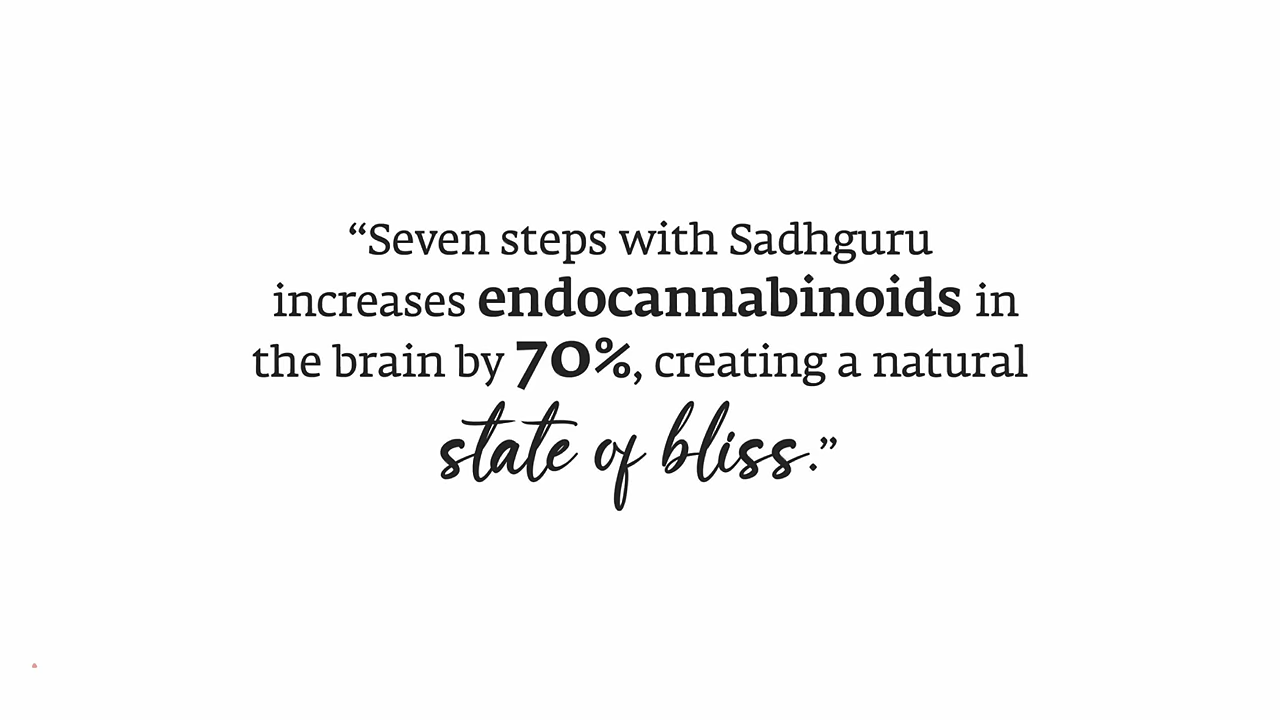 “Seven steps with Sadhguru
increases endocannabinoids in
the brain by 70%, creating a natural
state of bliss.”